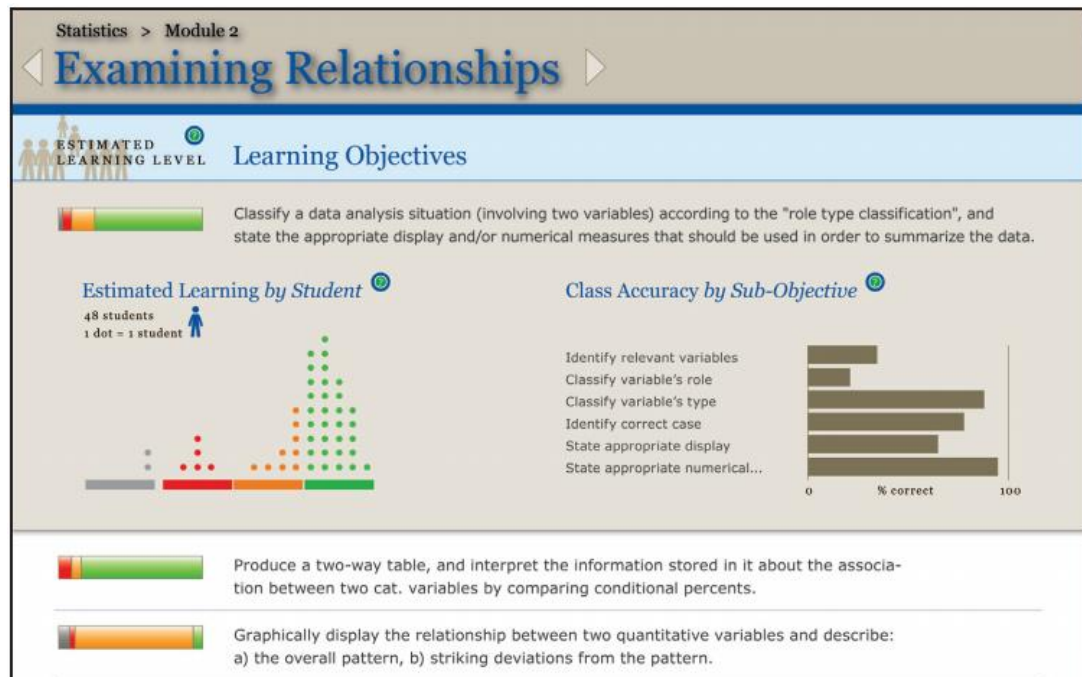 Statistics > Module 2
Examining Relationships
ESTIMATED
LEARNING LEVEL
?
Learning Objectives
Classify a data analysis situation (involving two variables) according to the "role type classification", and
state the appropriate display and/or numerical measures that should be used in order to summarize the data.
Estimated Learning by Student ?
48 students
1 dot = 1 student
Class Accuracy by Sub-Objective ?
Identify relevant variables
Classify variable's role
Classify variable's type
Identify correct case
State appropriate display
State appropriate numerical...
0 % correct 100
Produce a two-way table, and interpret the information stored in it about the associa-
tion between two cat. variables by comparing conditional percents.
Graphically display the relationship between two quantitative variables and describe:
a) the overall pattern, b) striking deviations from the pattern.